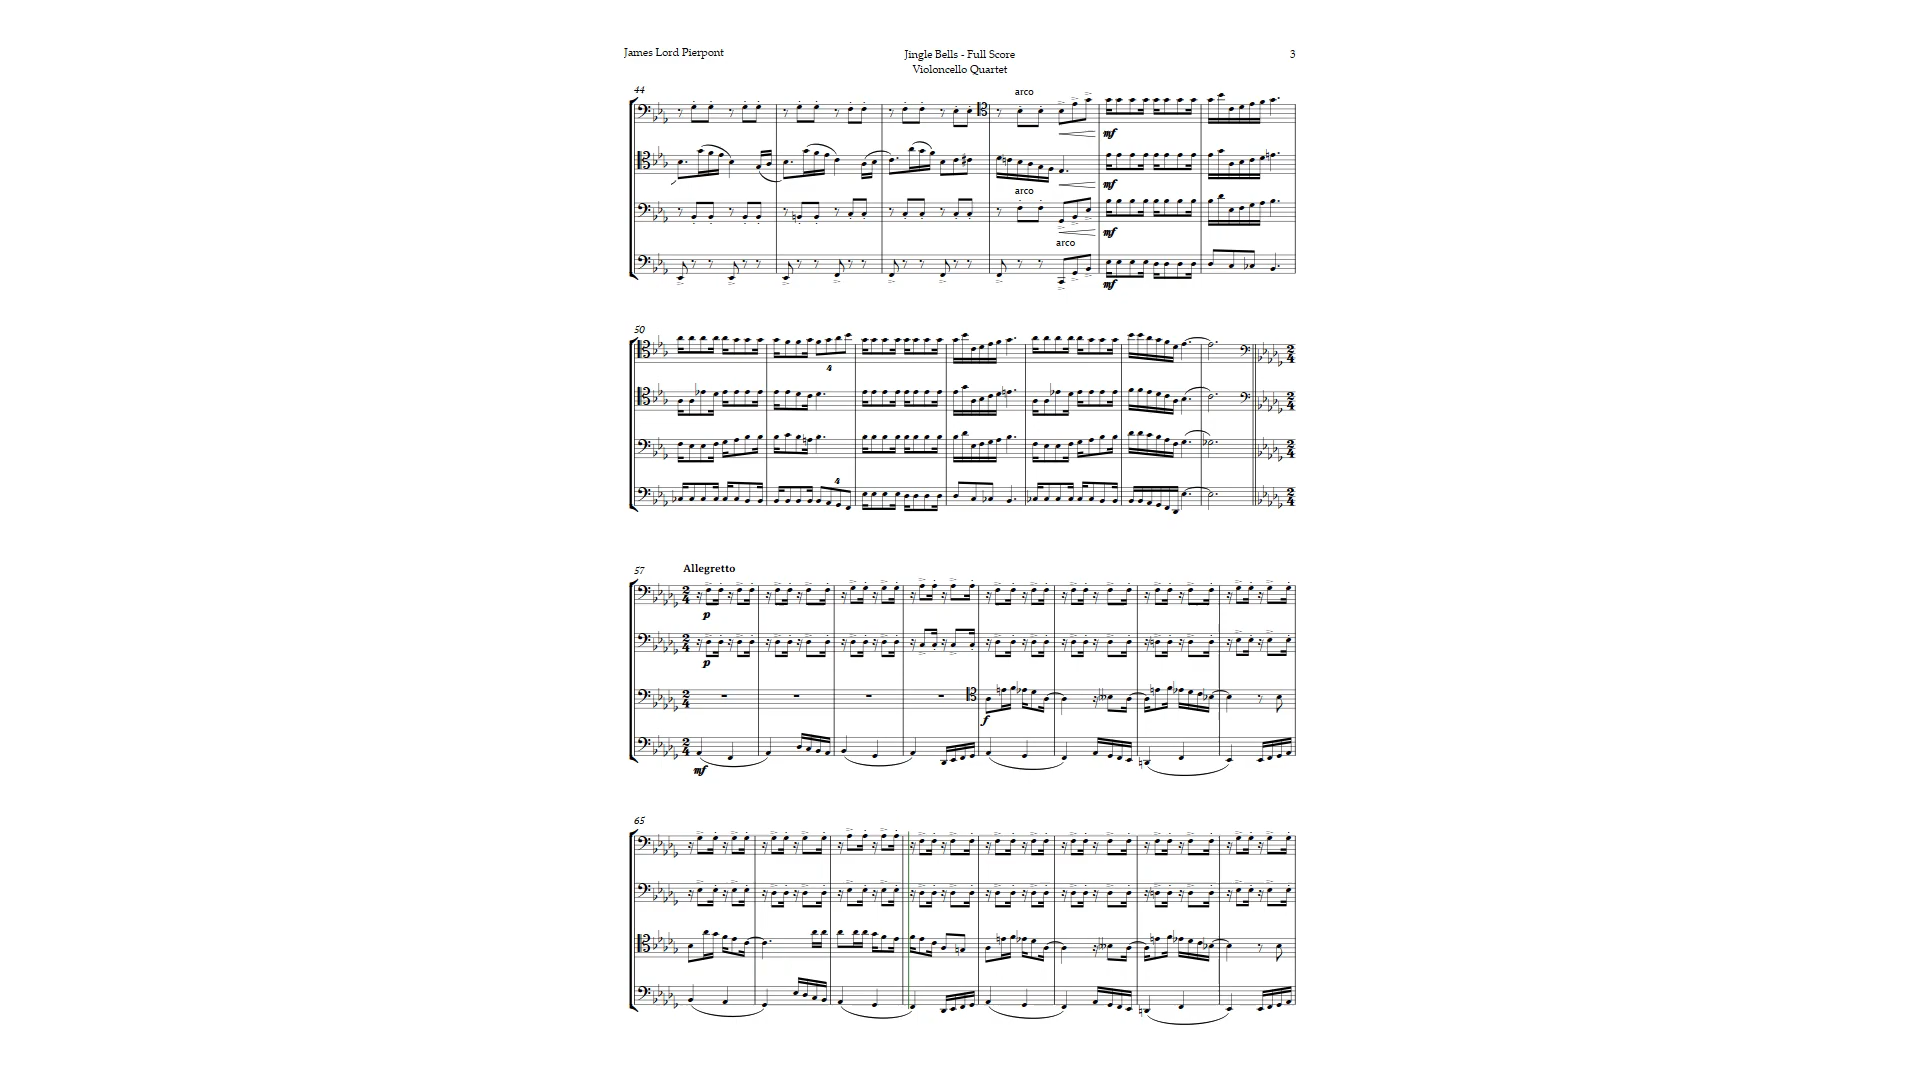 James Lord Pierpont
Jingle Bells - Full Score
3
Violoncello Quartet
44
arco
mf
mf
arco
mf
arco
mf
50
4
4
57
Allegretto
p
p
f
mf
65